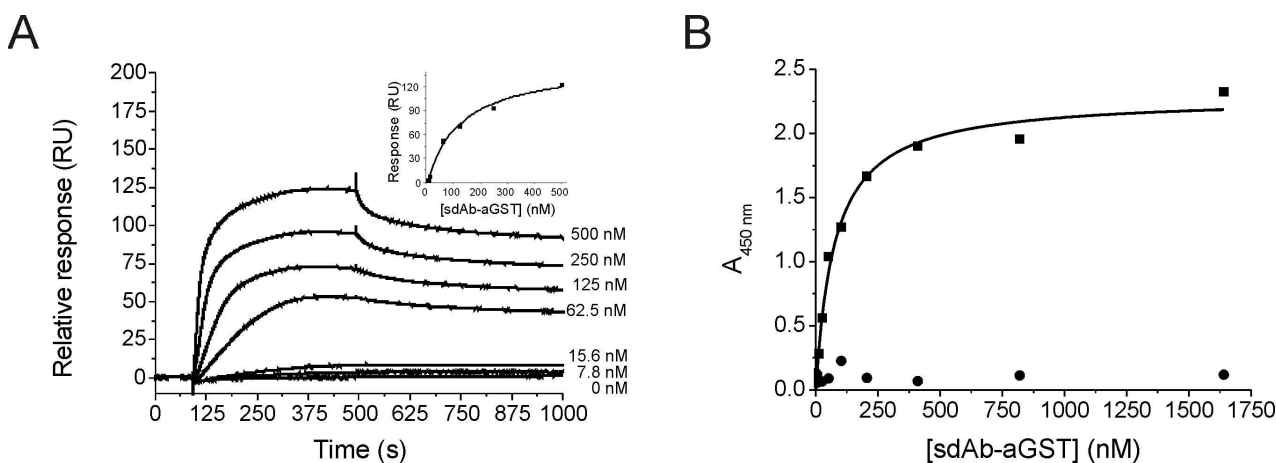 A
Relative response (RU)
200
175
150
125
100
75
50
25
0
0 125 250 375 500 625 750 875 1000
Time (s)
Response (RU)
120
90
60
30
0
0 100 200 300 400 500
[sdAb-aGST] (nM)
500 nM
250 nM
125 nM
62.5 nM
15.6 nM
7.8 nM
0 nM
B
A450 nm
2.5
2.0
1.5
1.0
0.5
0.0
0 250 500 750 1000 1250 1500 1750
[sdAb-aGST] (nM)